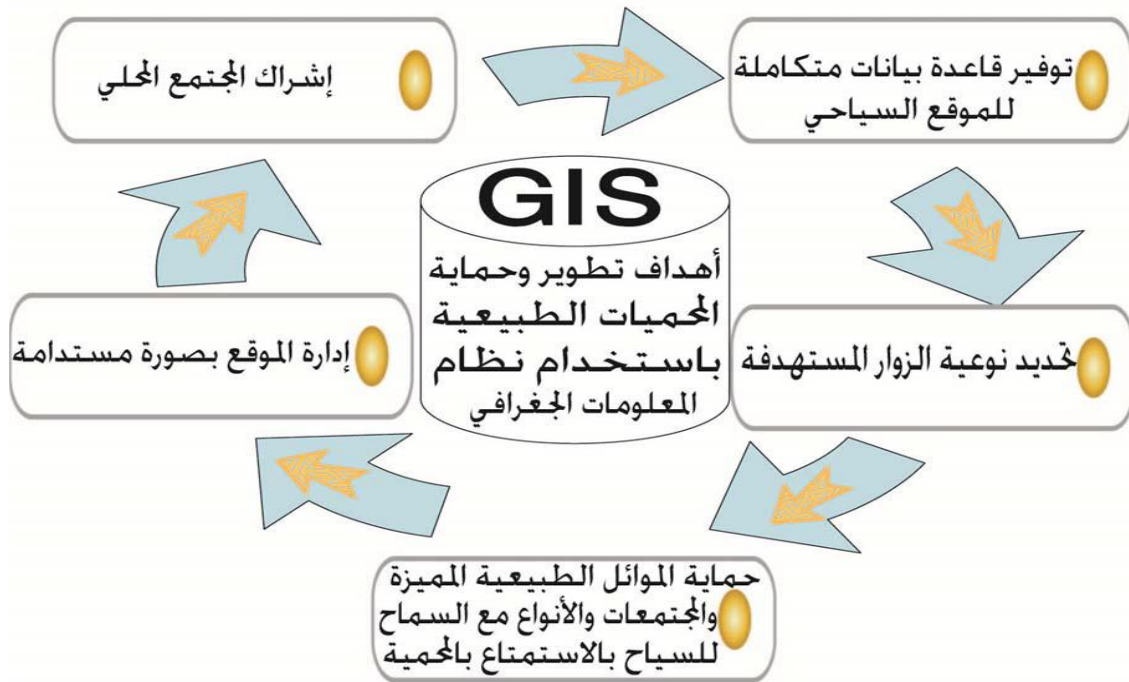 إشراك المجتمع المحلي
توفير قاعدة بيانات متكاملة
للموقع السياحي
GIS
أهداف تطوير وحماية
المحميات الطبيعية
باستخدام نظام
المعلومات الجغرافي
إدارة الموقع بصورة مستدامة
تحديد نوعية الزوار المستهدفة
حماية الموائل الطبيعية المميزة
والمجتمعات والأنواع مع السماح
للسياح بالاستمتاع بالمحمية